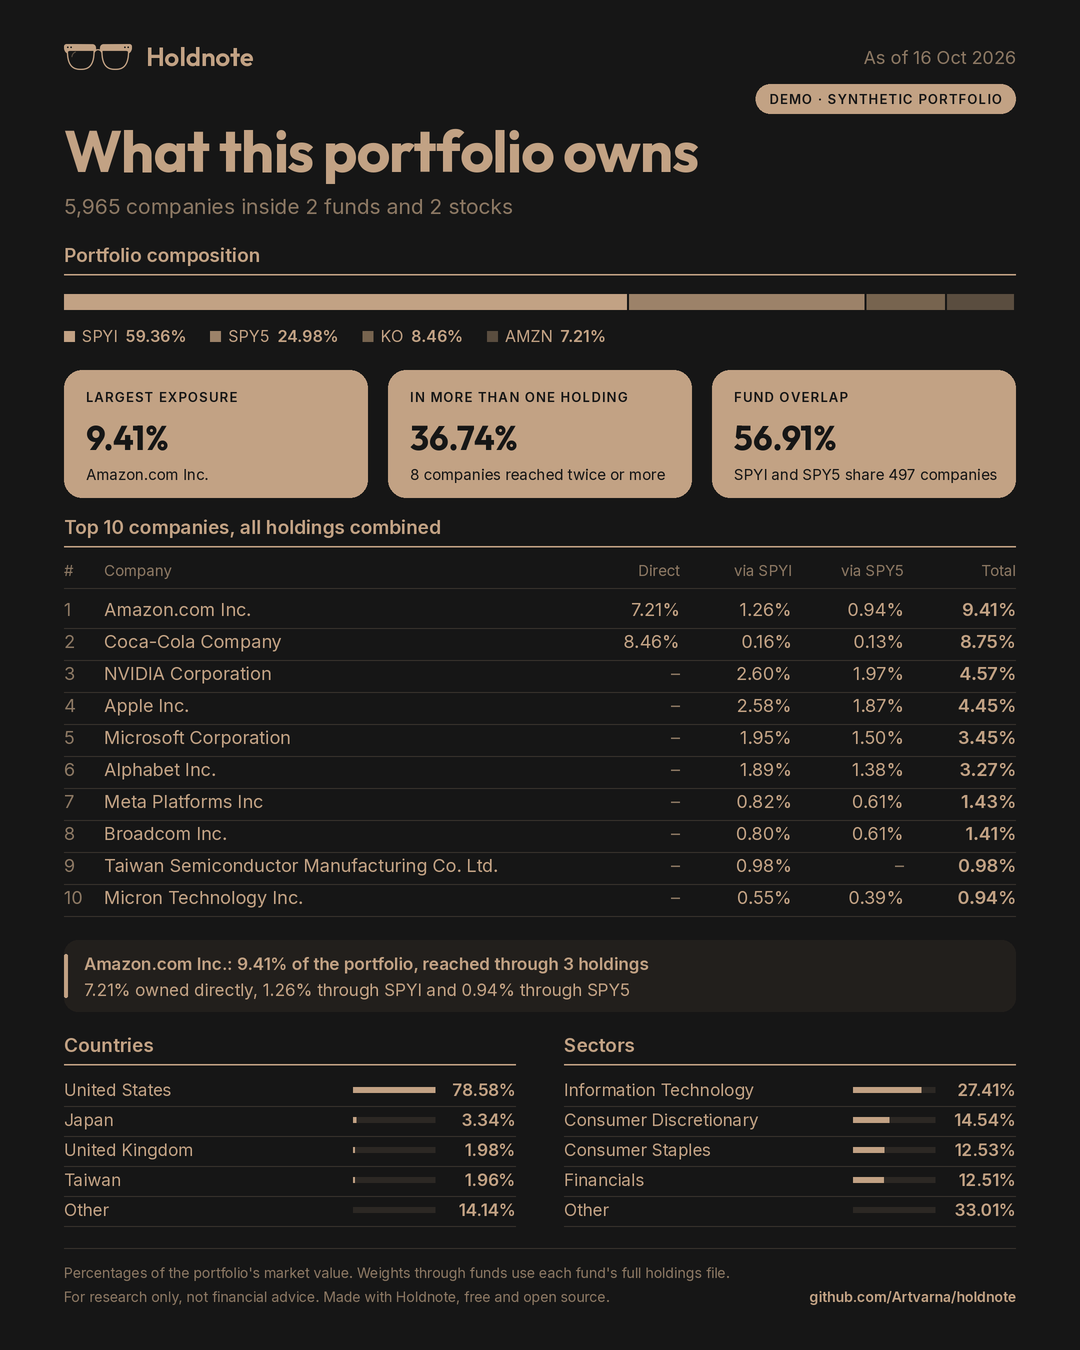 Holdnote
As of 16 Oct 2026
DEMO · SYNTHETIC PORTFOLIO
What this portfolio owns
5,965 companies inside 2 funds and 2 stocks
Portfolio composition
SPYI 59.36% SPY5 24.98% KO 8.46% AMZN 7.21%
LARGEST EXPOSURE
9.41%
Amazon.com Inc.
IN MORE THAN ONE HOLDING
36.74%
8 companies reached twice or more
FUND OVERLAP
56.91%
SPYI and SPY5 share 497 companies
Top 10 companies, all holdings combined
# Company Direct via SPYI via SPY5 Total
1 Amazon.com Inc. 7.21% 1.26% 0.94% 9.41%
2 Coca-Cola Company 8.46% 0.16% 0.13% 8.75%
3 NVIDIA Corporation – 2.60% 1.97% 4.57%
4 Apple Inc. – 2.58% 1.87% 4.45%
5 Microsoft Corporation – 1.95% 1.50% 3.45%
6 Alphabet Inc. – 1.89% 1.38% 3.27%
7 Meta Platforms Inc – 0.82% 0.61% 1.43%
8 Broadcom Inc. – 0.80% 0.61% 1.41%
9 Taiwan Semiconductor Manufacturing Co. Ltd. – 0.98% – 0.98%
10 Micron Technology Inc. – 0.55% 0.39% 0.94%
Amazon.com Inc.: 9.41% of the portfolio, reached through 3 holdings
7.21% owned directly, 1.26% through SPYI and 0.94% through SPY5
Countries
United States 78.58%
Japan 3.34%
United Kingdom 1.98%
Taiwan 1.96%
Other 14.14%
Sectors
Information Technology 27.41%
Consumer Discretionary 14.54%
Consumer Staples 12.53%
Financials 12.51%
Other 33.01%
Percentages of the portfolio's market value. Weights through funds use each fund's full holdings file.
For research only, not financial advice. Made with Holdnote, free and open source.
github.com/Artvarna/holdnote